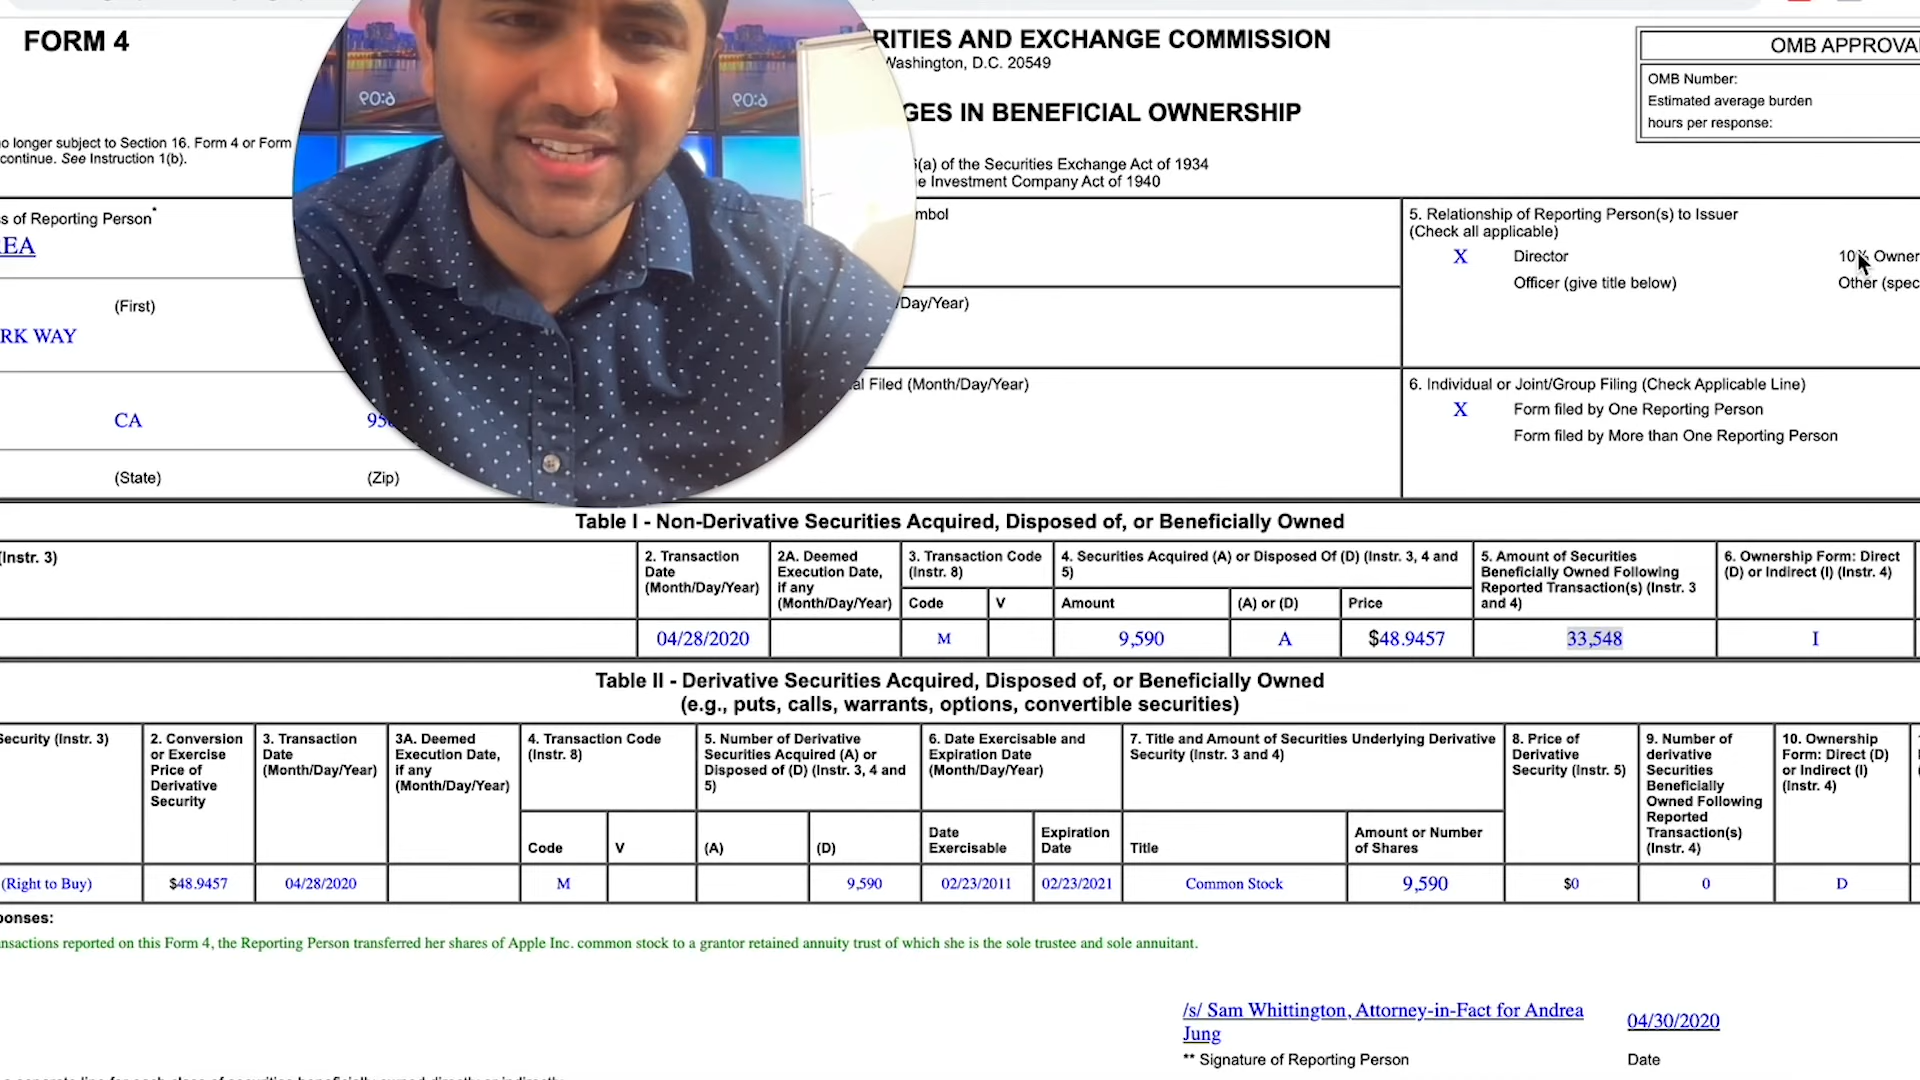 FORM 4
RITIES AND EXCHANGE COMMISSION
Washington, D.C. 20549
GES IN BENEFICIAL OWNERSHIP
OMB APPROVA
OMB Number:
Estimated average burden
hours per response:
o longer subject to Section 16. Form 4 or Form
continue. See Instruction 1(b).
6(a) of the Securities Exchange Act of 1934
e Investment Company Act of 1940
s of Reporting Person*
REA
(First)
RK WAY
CA
(State) (Zip)
mbol
/Day/Year)
al Filed (Month/Day/Year)
5. Relationship of Reporting Person(s) to Issuer
(Check all applicable)
X Director 10% Owner
Officer (give title below) Other (spec
6. Individual or Joint/Group Filing (Check Applicable Line)
X Form filed by One Reporting Person
Form filed by More than One Reporting Person
Table I - Non-Derivative Securities Acquired, Disposed of, or Beneficially Owned
(Instr. 3)
2. Transaction
Date
(Month/Day/Year)
2A. Deemed
Execution Date,
if any
(Month/Day/Year)
3. Transaction Code
(Instr. 8)
4. Securities Acquired (A) or Disposed Of (D) (Instr. 3, 4 and
5)
5. Amount of Securities
Beneficially Owned Following
Reported Transaction(s) (Instr. 3
and 4)
6. Ownership Form: Direct
(D) or Indirect (I) (Instr. 4)
Code V Amount (A) or (D) Price
04/28/2020 M 9,590 A $48.9457 33,548 I
Table II - Derivative Securities Acquired, Disposed of, or Beneficially Owned
(e.g., puts, calls, warrants, options, convertible securities)
Security (Instr. 3)
2. Conversion
or Exercise
Price of
Derivative
Security
3. Transaction
Date
(Month/Day/Year)
3A. Deemed
Execution Date,
if any
(Month/Day/Year)
4. Transaction Code
(Instr. 8)
5. Number of Derivative
Securities Acquired (A) or
Disposed of (D) (Instr. 3, 4 and
5)
6. Date Exercisable and
Expiration Date
(Month/Day/Year)
7. Title and Amount of Securities Underlying Derivative
Security (Instr. 3 and 4)
8. Price of
Derivative
Security (Instr. 5)
9. Number of
derivative
Securities
Beneficially
Owned Following
Reported
Transaction(s)
(Instr. 4)
10. Ownership
Form: Direct (D)
or Indirect (I)
(Instr. 4)
Code V (A) (D)
Date
Exercisable
Expiration
Date
Title
Amount or Number
of Shares
(Right to Buy) $48.9457 04/28/2020 M 9,590 02/23/2011 02/23/2021 Common Stock 9,590 $0 0 D
ponses:
nsactions reported on this Form 4, the Reporting Person transferred her shares of Apple Inc. common stock to a grantor retained annuity trust of which she is the sole trustee and sole annuitant.
/s/ Sam Whittington, Attorney-in-Fact for Andrea
Jung
04/30/2020
** Signature of Reporting Person Date